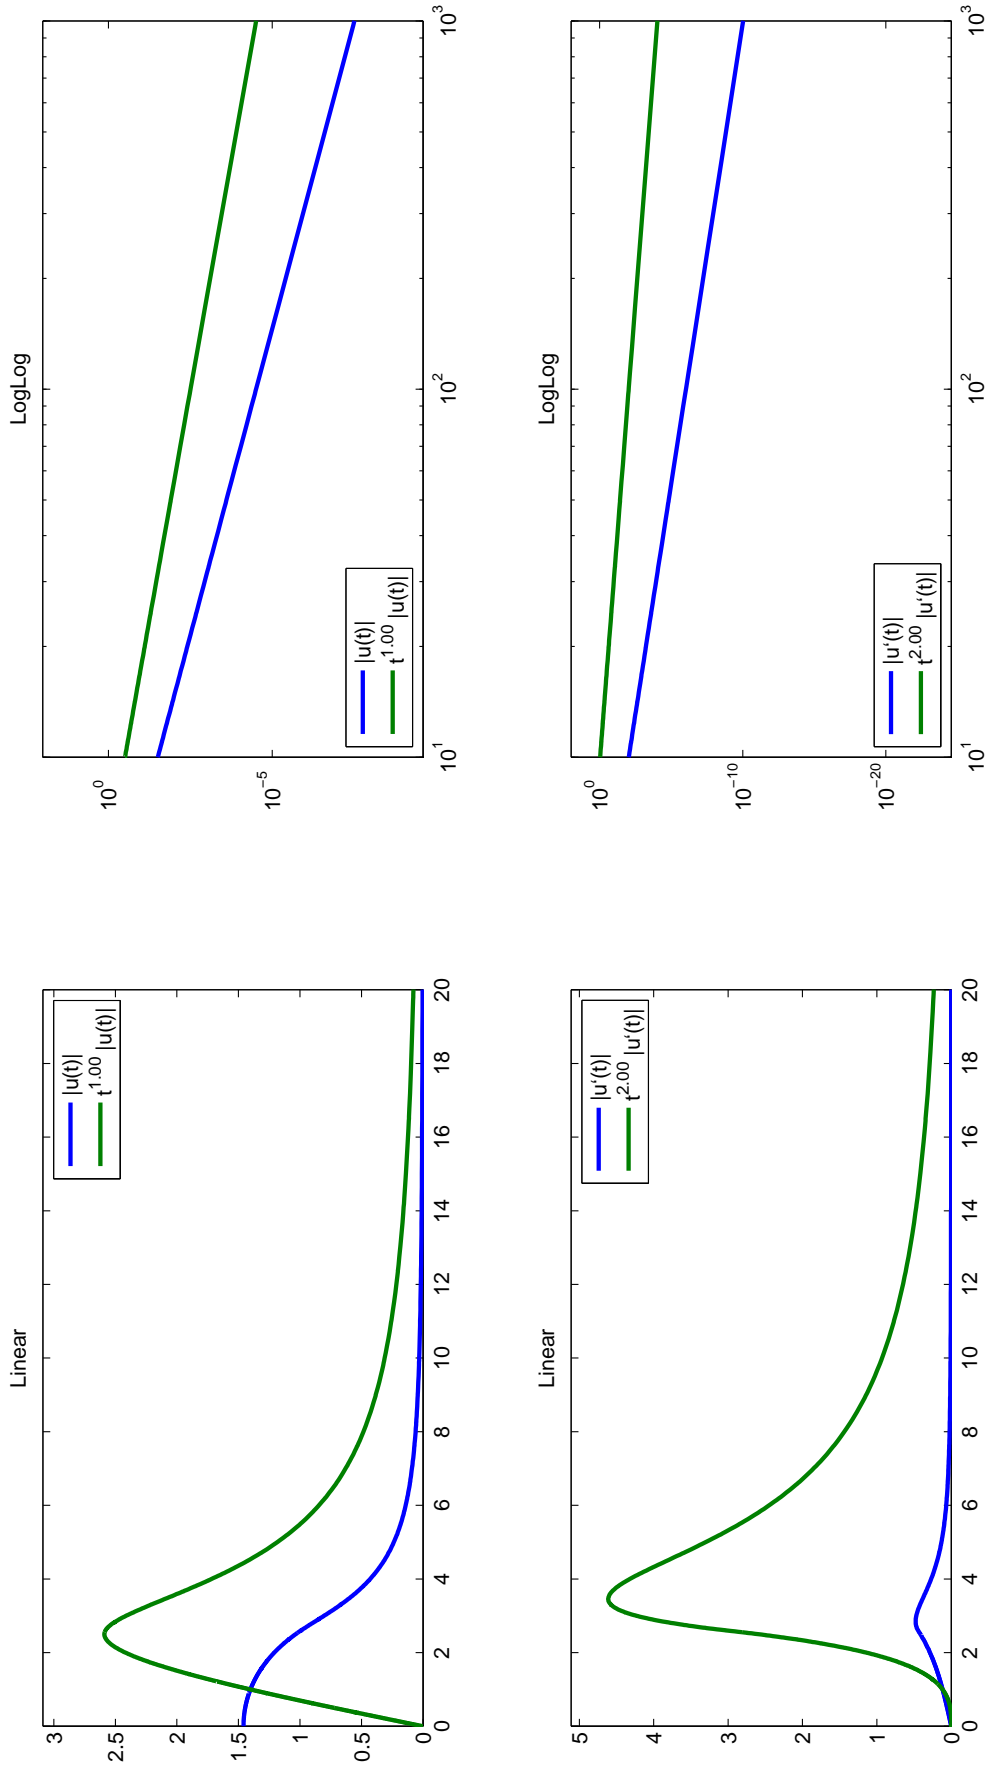 Linear
3
2.5
2
1.5
1
0.5
0
0 2 4 6 8 10 12 14 16 18 20
|u(t)|
t^1.00 |u(t)|
LogLog
10^0
10^−5
10^1 10^2 10^3
|u(t)|
t^1.00 |u(t)|
Linear
5
4
3
2
1
0
0 2 4 6 8 10 12 14 16 18 20
|u‘(t)|
t^2.00 |u‘(t)|
LogLog
10^0
10^−10
10^−20
10^1 10^2 10^3
|u‘(t)|
t^2.00 |u‘(t)|